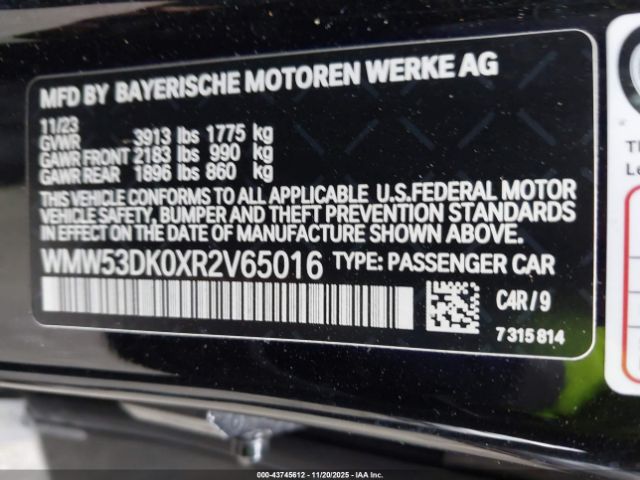 MFD BY BAYERISCHE MOTOREN WERKE AG
11/23
GVWR 3913 lbs 1775 kg
GAWR FRONT 2183 lbs 990 kg
GAWR REAR 1896 lbs 860 kg
THIS VEHICLE CONFORMS TO ALL APPLICABLE U.S.FEDERAL MOTOR
VEHICLE SAFETY, BUMPER AND THEFT PREVENTION STANDARDS
IN EFFECT ON THE DATE OF MANUFACTURE SHOWN ABOVE.
WMW53DK0XR2V65016 TYPE: PASSENGER CAR
C4R/9
7315814
000-43745612 - 11/20/2025 - IAA Inc.